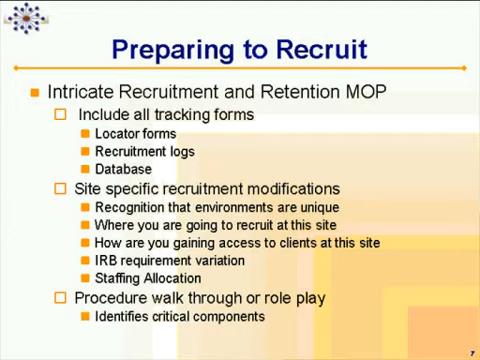 Preparing to Recruit
Intricate Recruitment and Retention MOP
Include all tracking forms
Locator forms
Recruitment logs
Database
Site specific recruitment modifications
Recognition that environments are unique
Where you are going to recruit at this site
How are you gaining access to clients at this site
IRB requirement variation
Staffing Allocation
Procedure walk through or role play
Identifies critical components
7